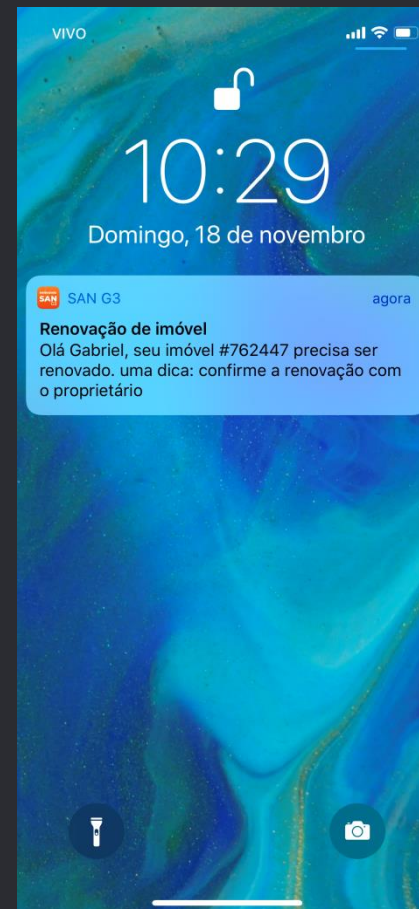 VIVO
10:29
Domingo, 18 de novembro
SAN
SAN G3
agora
Renovação de imóvel
Olá Gabriel, seu imóvel #762447 precisa ser
renovado. uma dica: confirme a renovação com
o proprietário